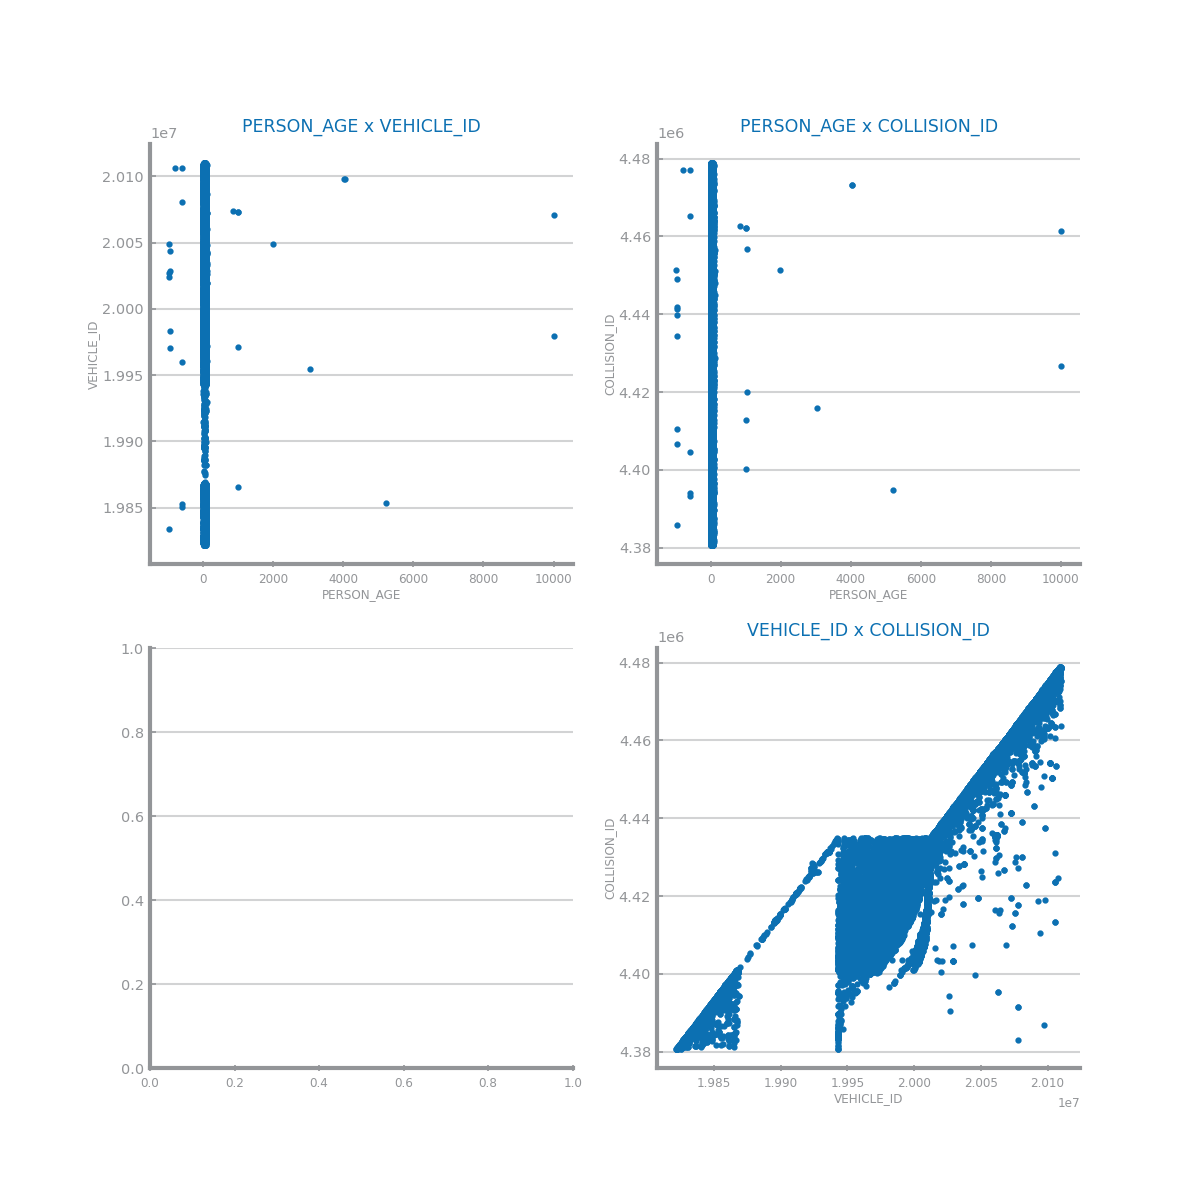 PERSON_AGE x VEHICLE_ID
1e7
2.010
2.005
2.000
1.995
1.990
1.985
VEHICLE_ID
0 2000 4000 6000 8000 10000
PERSON_AGE
PERSON_AGE x COLLISION_ID
1e6
4.48
4.46
4.44
4.42
4.40
4.38
COLLISION_ID
0 2000 4000 6000 8000 10000
PERSON_AGE
1.0
0.8
0.6
0.4
0.2
0.0
0.0 0.2 0.4 0.6 0.8 1.0
VEHICLE_ID x COLLISION_ID
1e6
4.48
4.46
4.44
4.42
4.40
4.38
COLLISION_ID
1.985 1.990 1.995 2.000 2.005 2.010
VEHICLE_ID
1e7